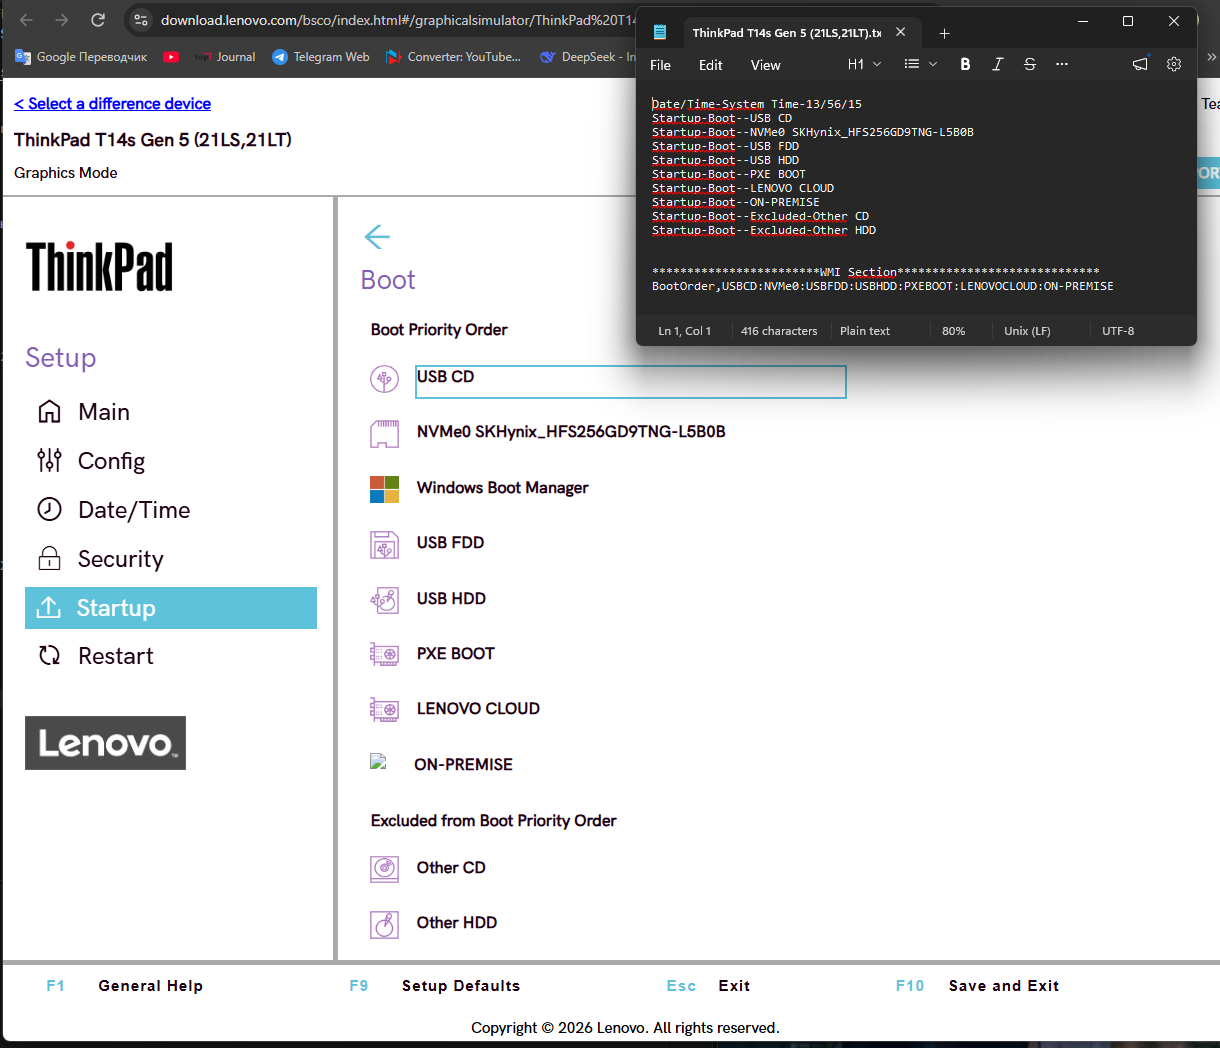 download.lenovo.com/bsco/index.html#/graphicalsimulator/ThinkPad%20T14
Google Переводчик
Journal
Telegram Web
Converter: YouTube...
DeepSeek - In
»
ThinkPad T14s Gen 5 (21LS,21LT).tx
File Edit View H1 B I S ...
Date/Time-System Time-13/56/15
Startup-Boot--USB CD
Startup-Boot--NVMe0 SKHynix_HFS256GD9TNG-L5B0B
Startup-Boot--USB FDD
Startup-Boot--USB HDD
Startup-Boot--PXE BOOT
Startup-Boot--LENOVO CLOUD
Startup-Boot--ON-PREMISE
Startup-Boot--Excluded-Other CD
Startup-Boot--Excluded-Other HDD
************************WMI Section*****************************
BootOrder,USBCD:NVMe0:USBFDD:USBHDD:PXEBOOT:LENOVOCLOUD:ON-PREMISE
Ln 1, Col 1 416 characters Plain text 80% Unix (LF) UTF-8
< Select a difference device
Tea
ThinkPad T14s Gen 5 (21LS,21LT)
Graphics Mode
POR
ThinkPad
Setup
Main
Config
Date/Time
Security
Startup
Restart
Lenovo
Boot
Boot Priority Order
USB CD
NVMe0 SKHynix_HFS256GD9TNG-L5B0B
Windows Boot Manager
USB FDD
USB HDD
PXE BOOT
LENOVO CLOUD
ON-PREMISE
Excluded from Boot Priority Order
Other CD
Other HDD
F1 General Help F9 Setup Defaults Esc Exit F10 Save and Exit
Copyright © 2026 Lenovo. All rights reserved.